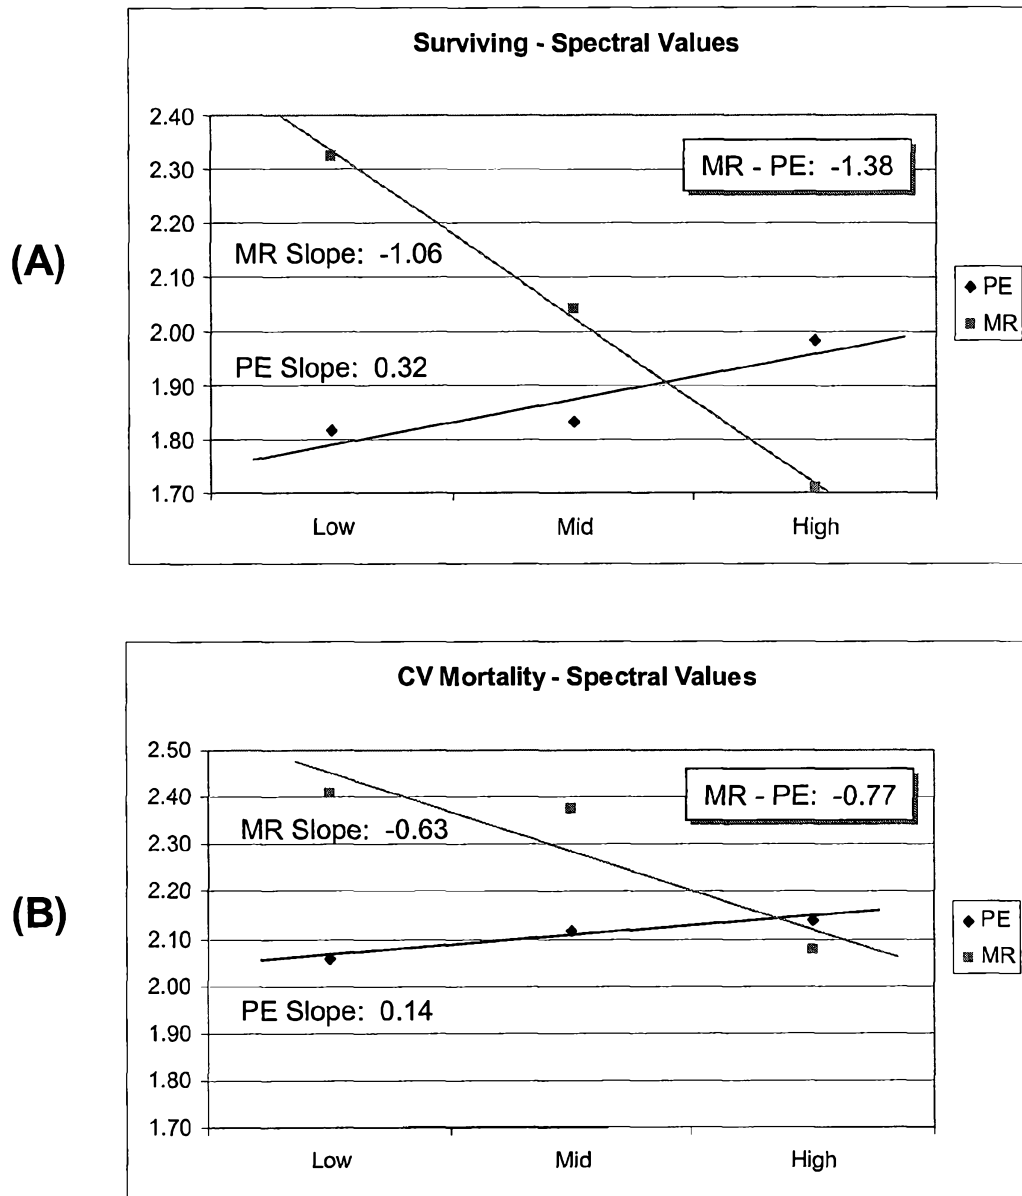 Surviving - Spectral Values
2.40
2.30
2.20
2.10
2.00
1.90
1.80
1.70
MR - PE: -1.38
MR Slope: -1.06
PE Slope: 0.32
(A)
PE
MR
Low Mid High
CV Mortality - Spectral Values
2.50
2.40
2.30
2.20
2.10
2.00
1.90
1.80
1.70
MR - PE: -0.77
MR Slope: -0.63
PE Slope: 0.14
(B)
PE
MR
Low Mid High